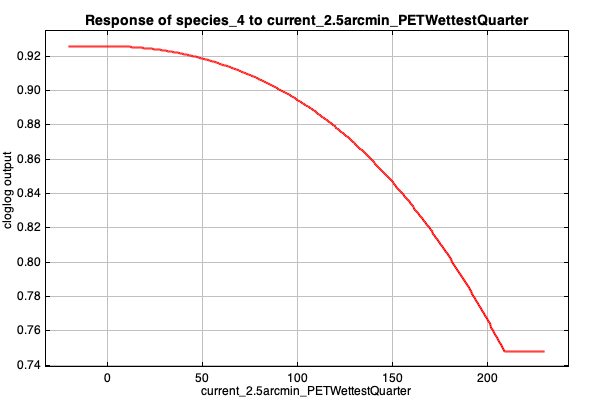 Response of species_4 to current_2.5arcmin_PETWettestQuarter
cloglog output
0.92
0.90
0.88
0.86
0.84
0.82
0.80
0.78
0.76
0.74
0 50 100 150 200
current_2.5arcmin_PETWettestQuarter